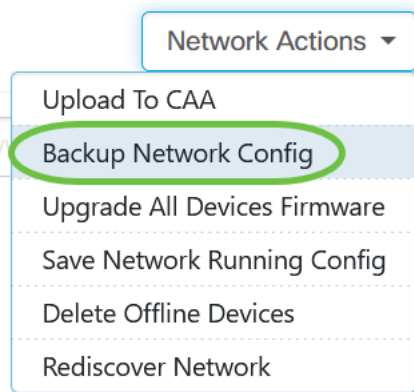 Network Actions
Upload To CAA
Backup Network Config
Upgrade All Devices Firmware
Save Network Running Config
Delete Offline Devices
Rediscover Network